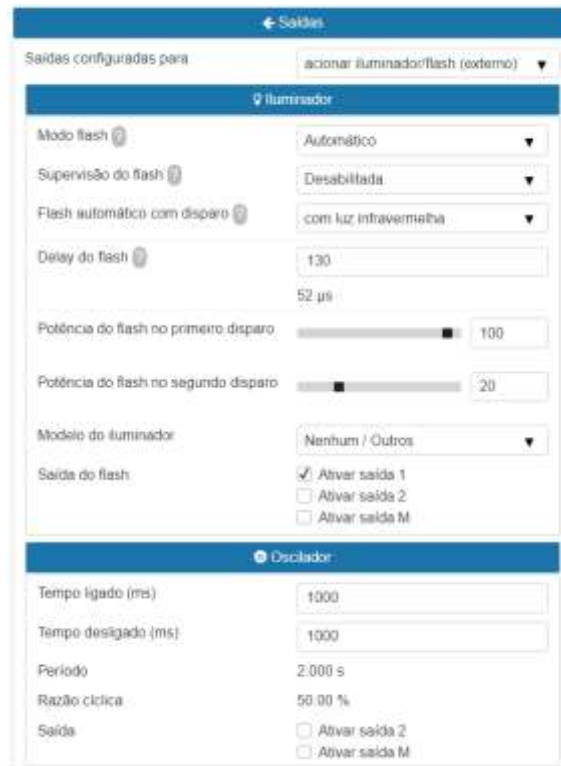 Saídas
Saídas configuradas para
acionar iluminador/flash (externo)
Iluminador
Modo flash
Automático
Supervisão do flash
Desabilitada
Flash automático com disparo
com luz infravermelha
Delay do flash
130
52 µs
Potência do flash no primeiro disparo
100
Potência do flash no segundo disparo
20
Modelo do iluminador
Nenhum / Outros
Saída do flash
Ativar saída 1
Ativar saída 2
Ativar saída M
Oscilador
Tempo ligado (ms)
1000
Tempo desligado (ms)
1000
Período
2.000 s
Razão cíclica
50.00 %
Saída
Ativar saída 2
Ativar saída M